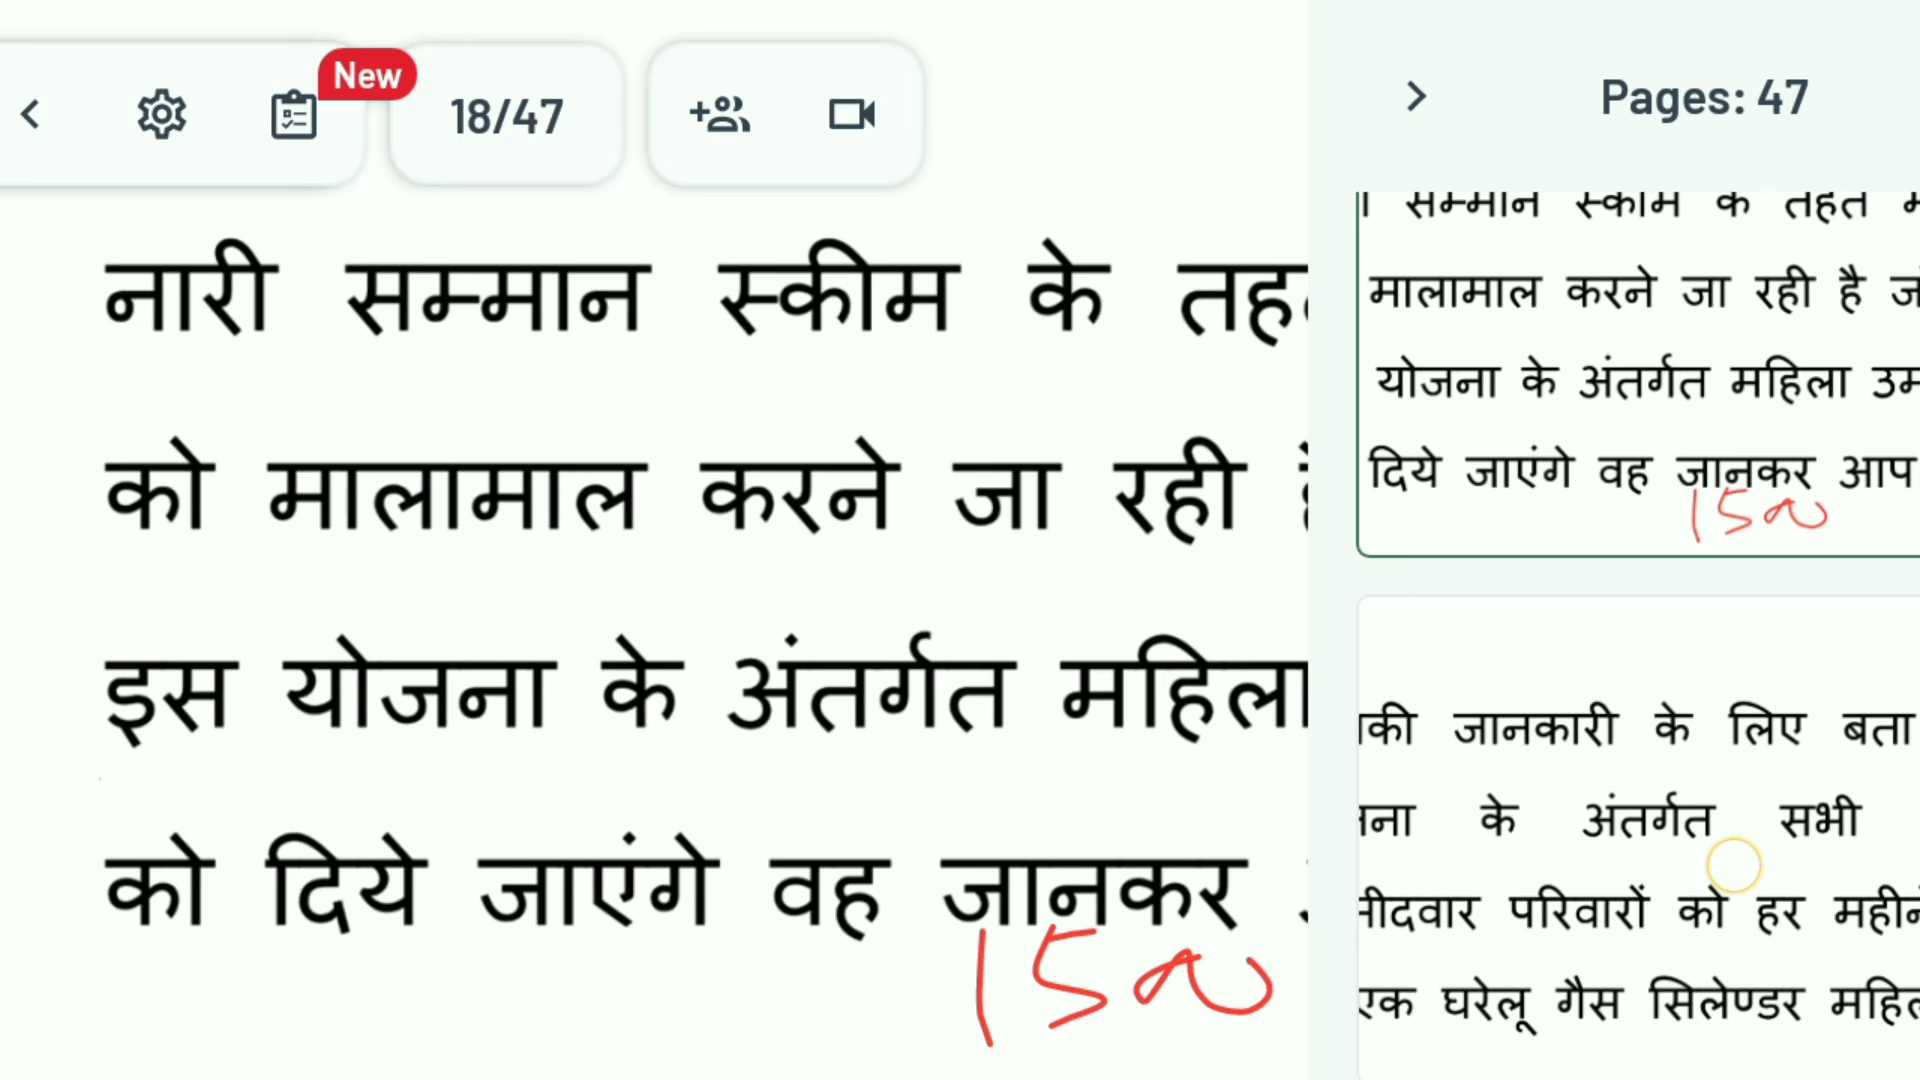 New
18/47
Pages: 47
नारी सम्मान स्कीम के
को मालामाल करने जा रही
इस योजना के अंतर्गत महिला
को दिये जाएंगे वह जानकर
1500
सम्मान स्कीम के तहत
मालामाल करने जा रही है
योजना के अंतर्गत महिला
दिये जाएंगे वह जानकर आप
1500
जानकारी के लिए बता
के अंतर्गत सभी
परिवारों को हर
घरेलू गैस सिलेण्डर